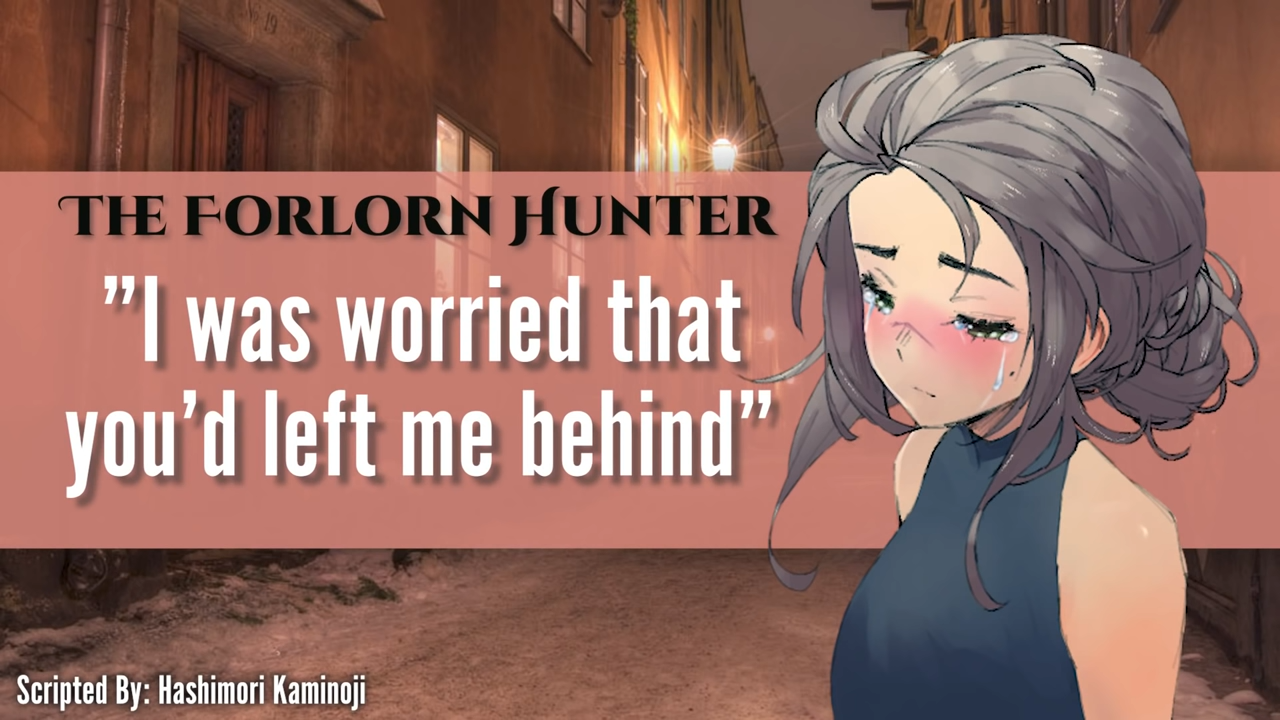 The Forlorn Hunter
”I was worried that
you’d left me behind”
Scripted By: Hashimori Kaminoji